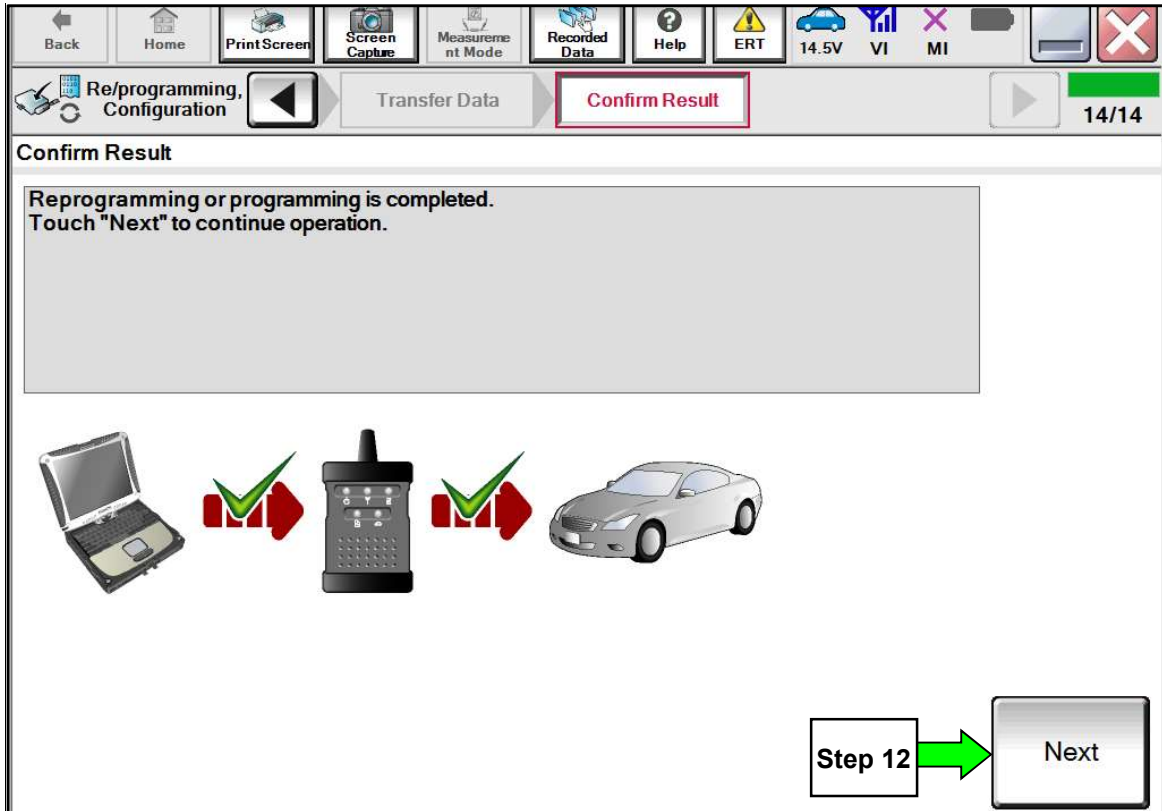 Back
Home
Print Screen
Screen
Capture
Measureme
nt Mode
Recorded
Data
Help
ERT
14.5V
VI
MI
Re/programming,
Configuration
Transfer Data
Confirm Result
14/14
Confirm Result
Reprogramming or programming is completed.
Touch "Next" to continue operation.
Step 12
Next